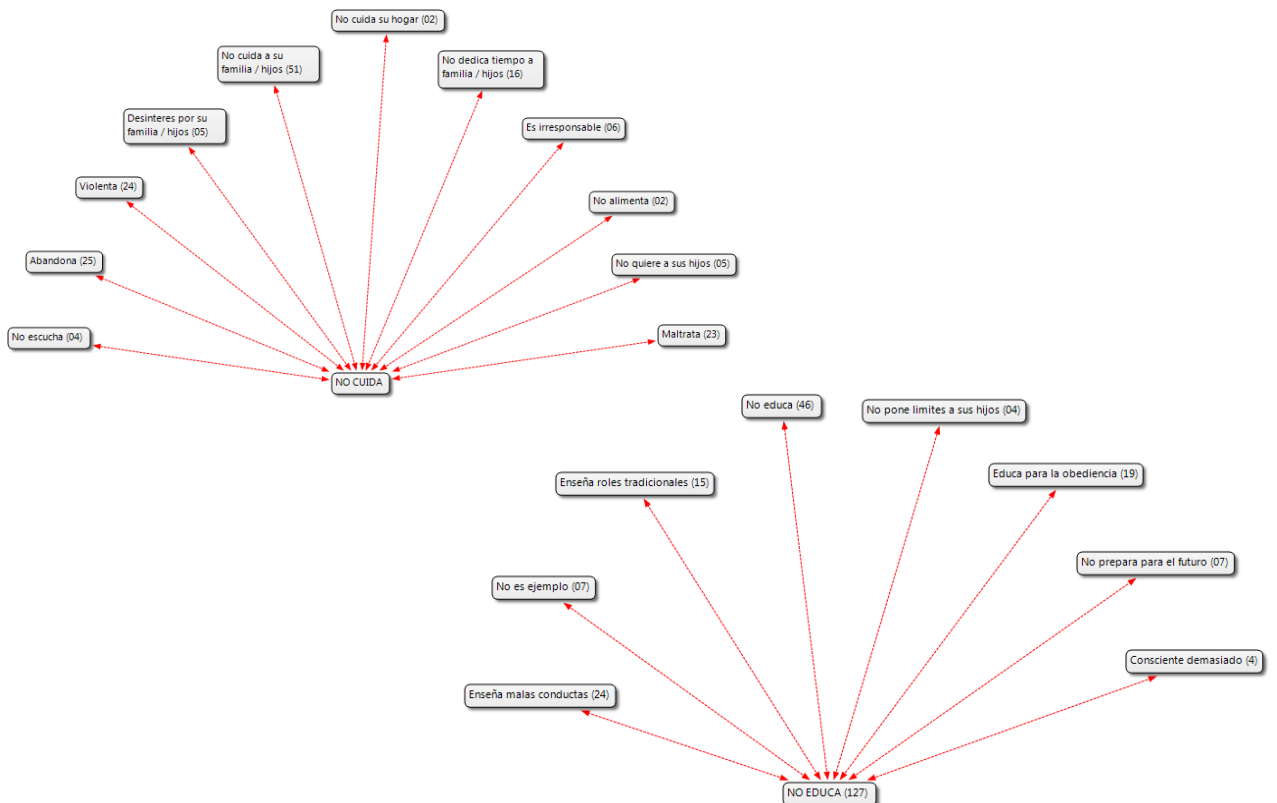 No cuida su hogar (02)
No cuida a su
familia / hijos (51)
No dedica tiempo a
familia / hijos (16)
Desinteres por su
familia / hijos (05)
Es irresponsable (06)
Violenta (24)
No alimenta (02)
Abandona (25)
No quiere a sus hijos (05)
No escucha (04)
Maltrata (23)
NO CUIDA
No educa (46)
No pone limites a sus hijos (04)
Enseña roles tradicionales (15)
Educa para la obediencia (19)
No es ejemplo (07)
No prepara para el futuro (07)
Enseña malas conductas (24)
Consciente demasiado (4)
NO EDUCA (127)